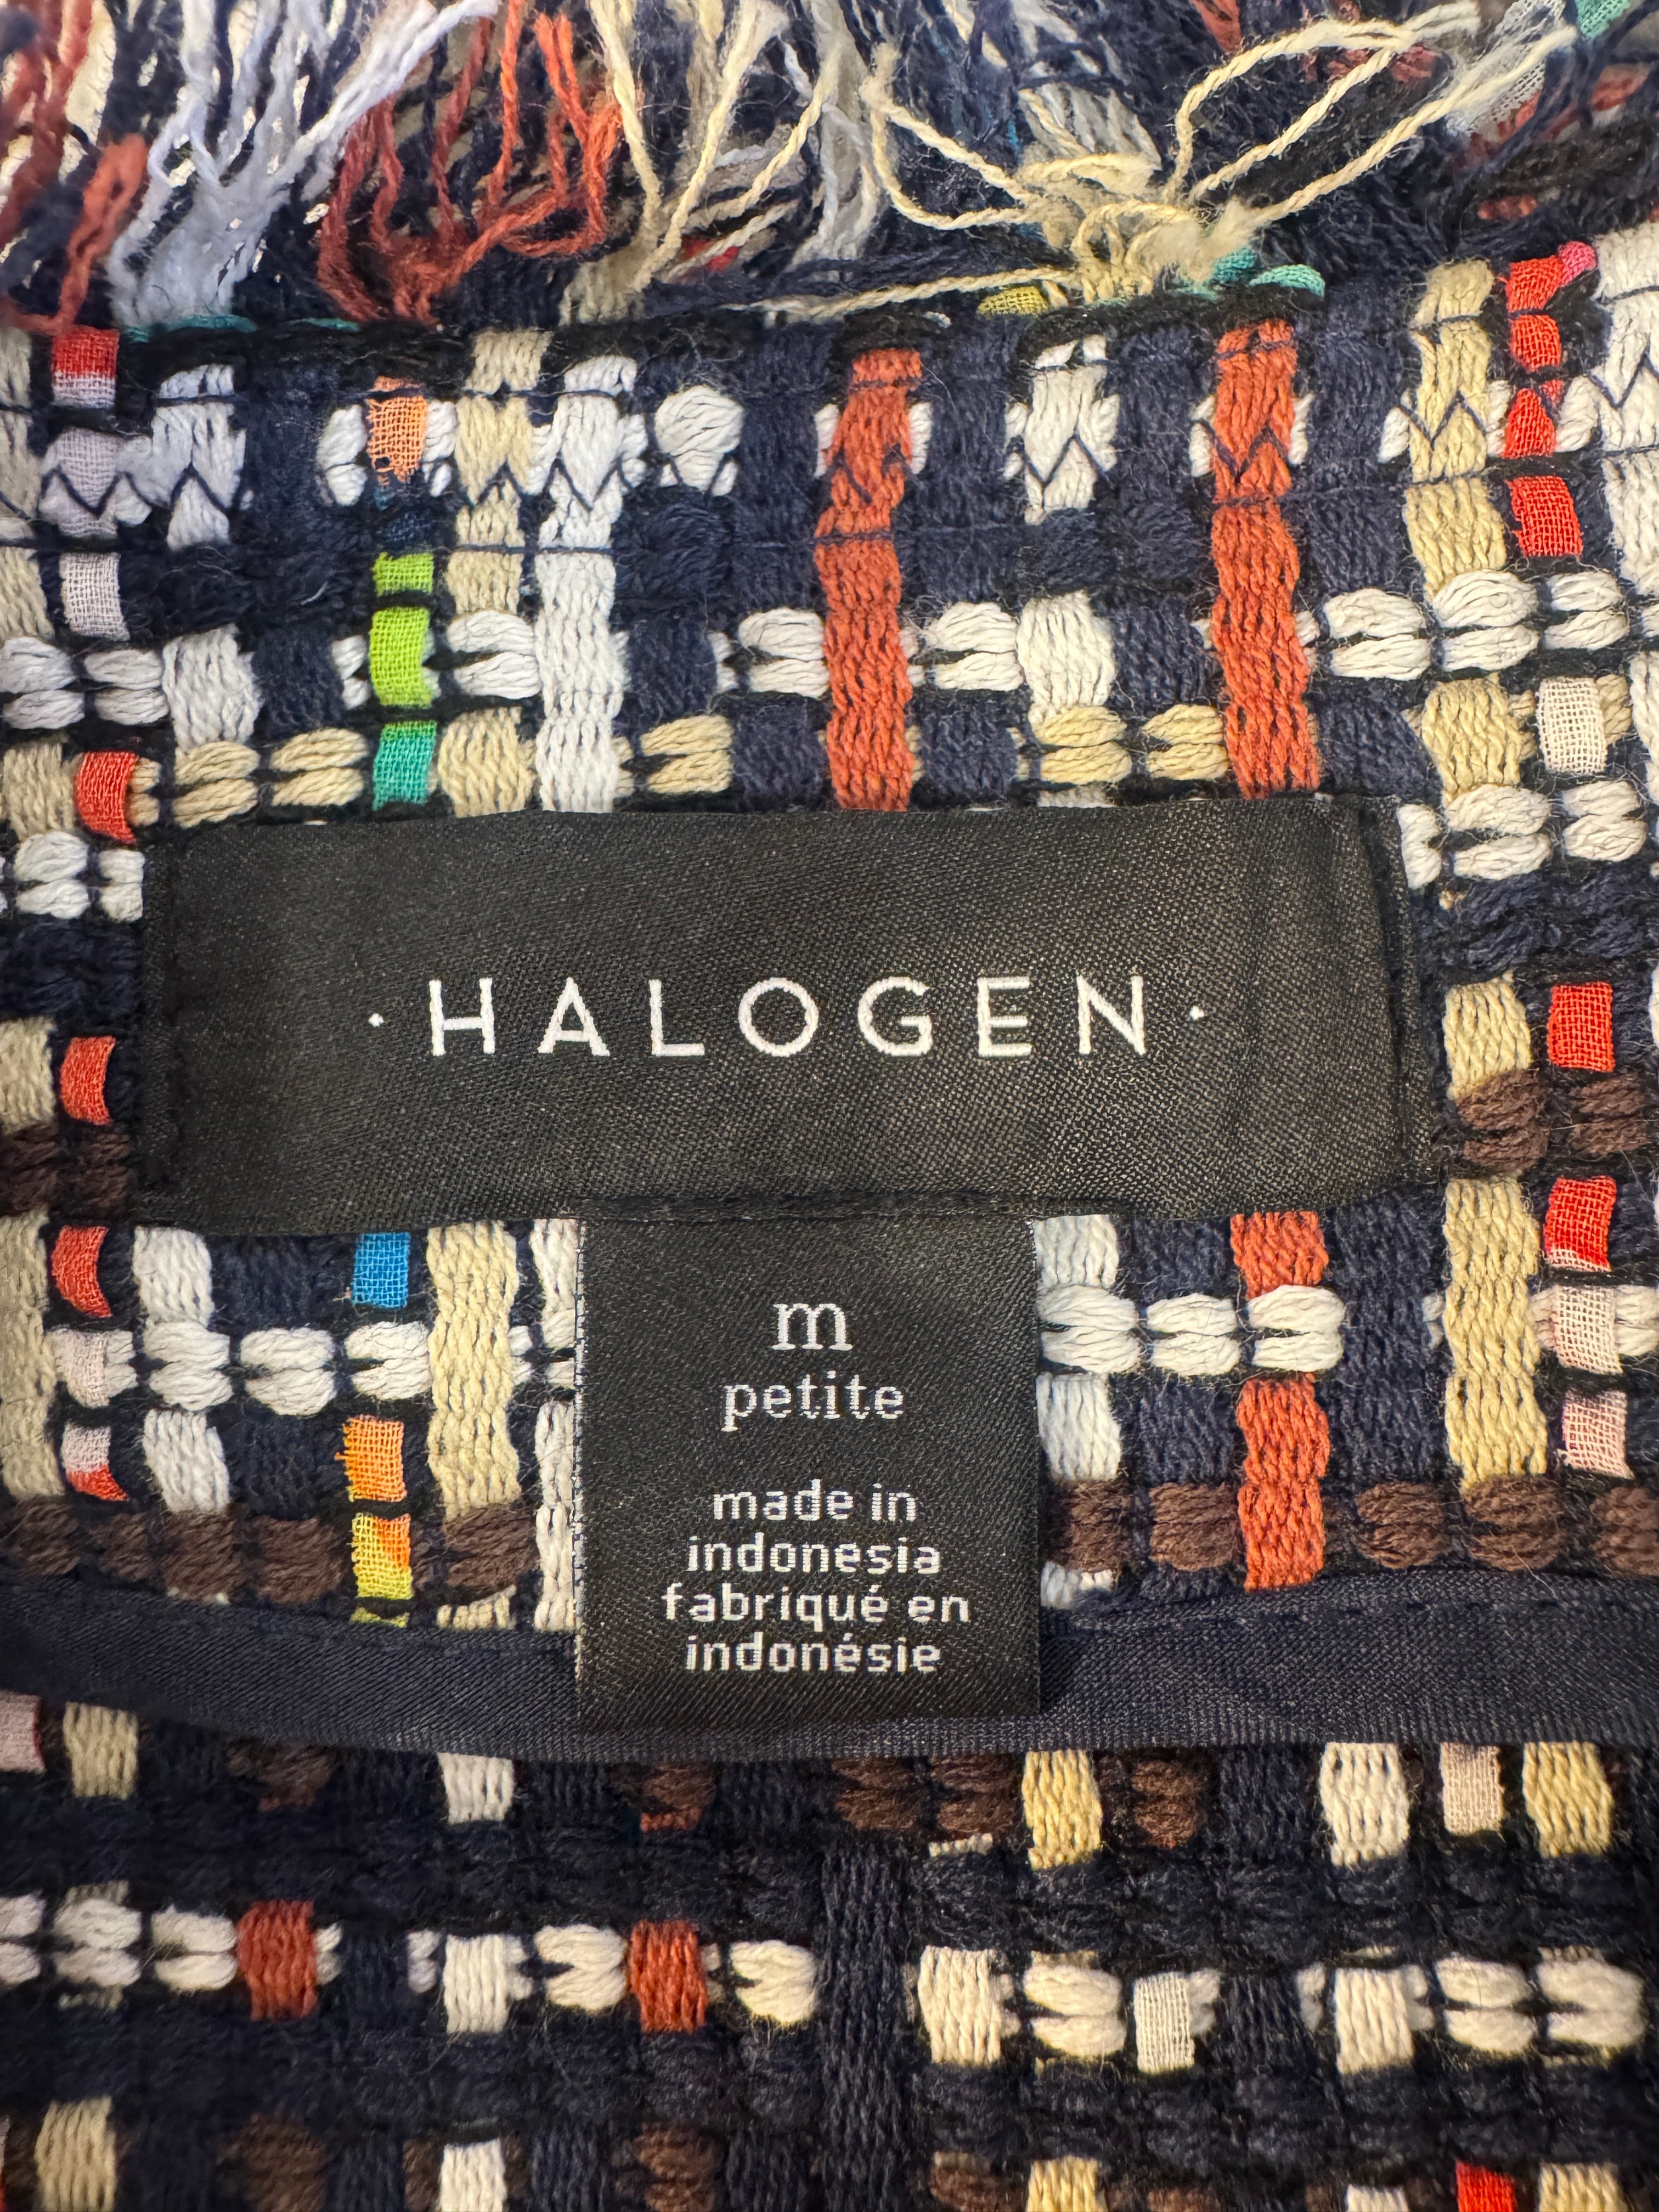 · HALOGEN ·
m
petite
made in
indonesia
fabriqué en
indonésie